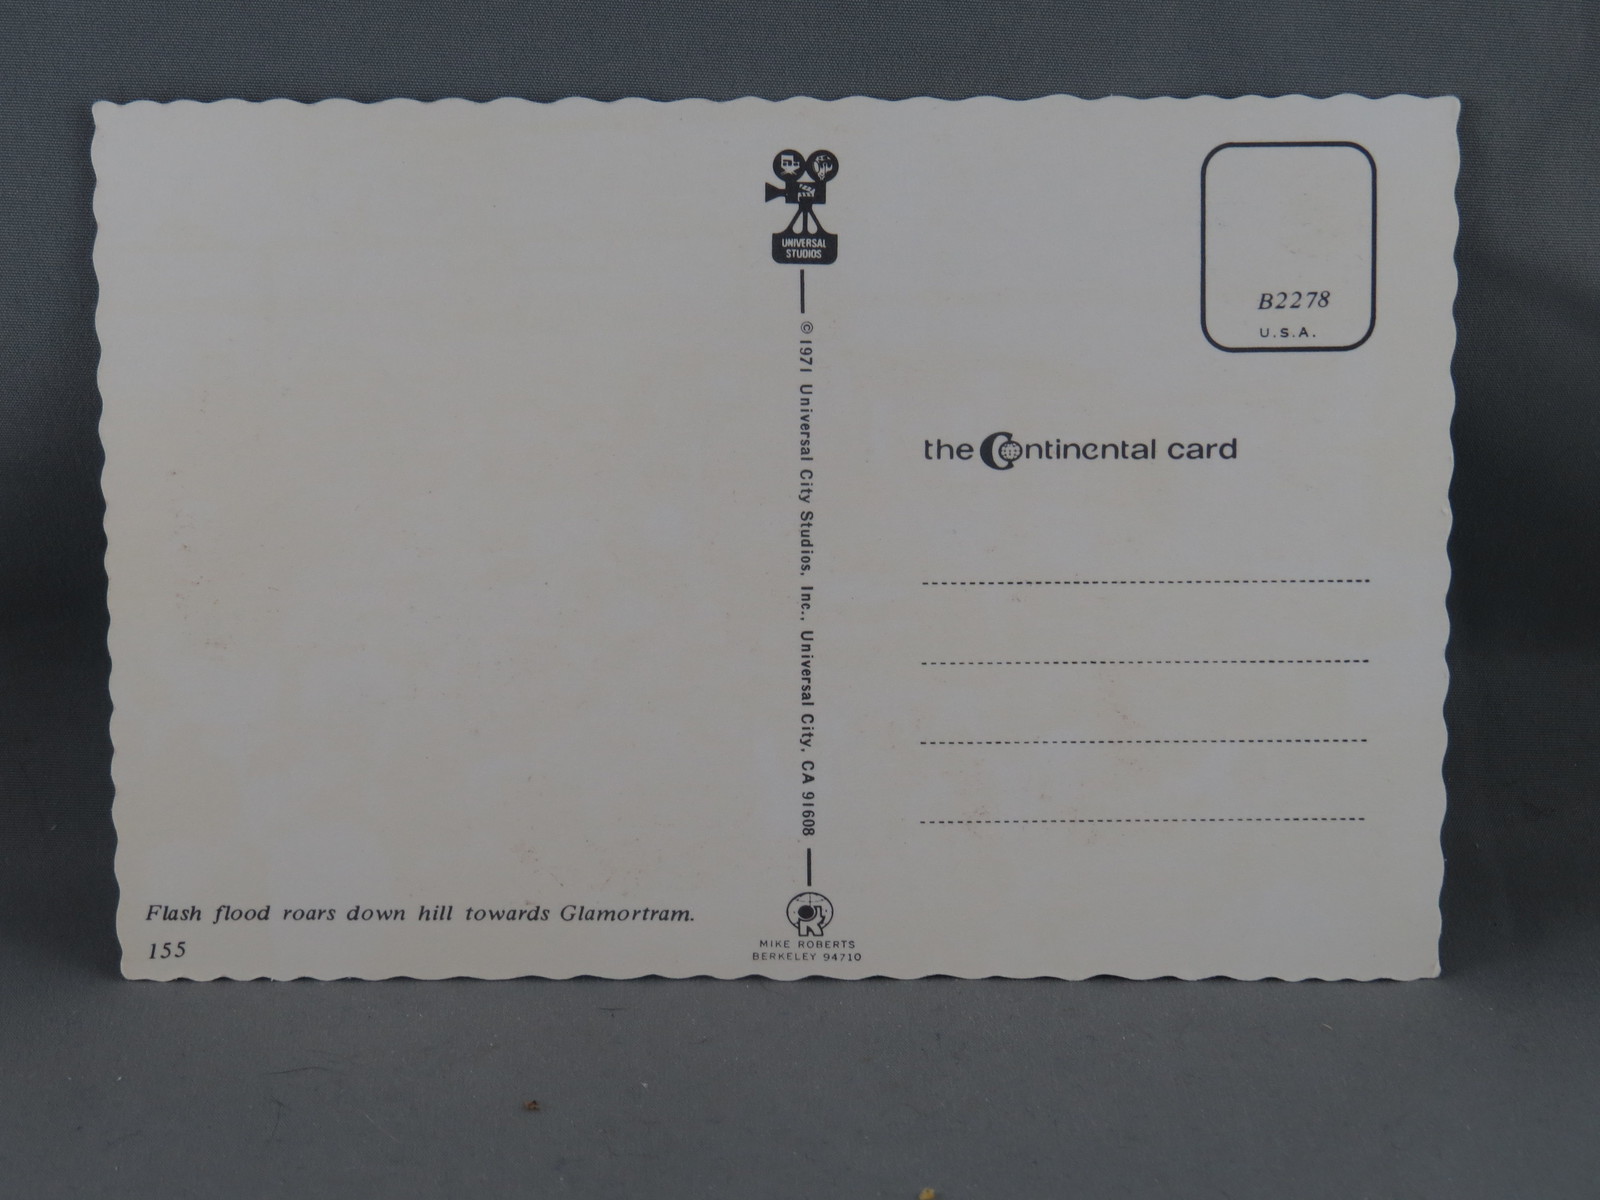 UNIVERSAL
STUDIOS
© 1971 Universal City Studios, Inc., Universal City, CA 91608
B2278
U.S.A.
the Continental card
Flash flood roars down hill towards Glamortram.
155
MIKE ROBERTS
BERKELEY 94710